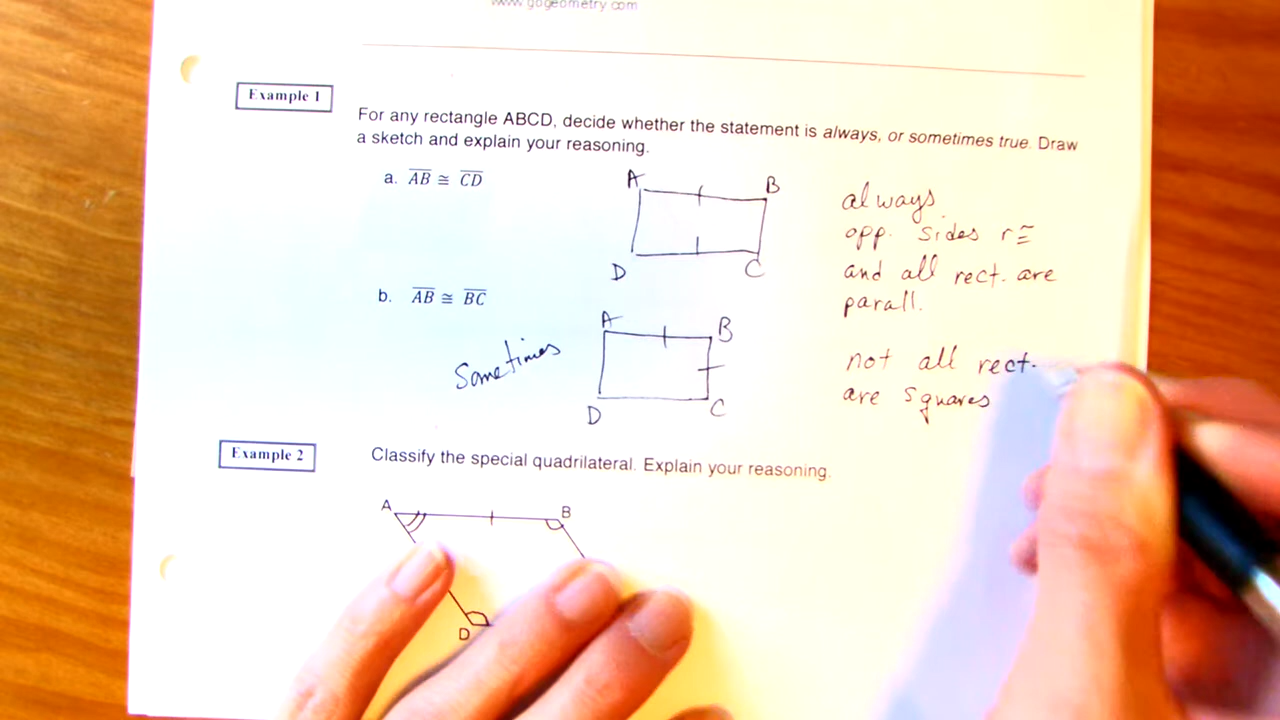 www.gogeometry.com
Example 1
For any rectangle ABCD, decide whether the statement is always, or sometimes true. Draw
a sketch and explain your reasoning.
a. AB ≅ CD
A
B
D
C
always
opp. sides r ≅
and all rect. are
parall.
b. AB ≅ BC
Sometimes
A
B
D
C
not all rect.
are squares
Example 2
Classify the special quadrilateral. Explain your reasoning.
A
B
D